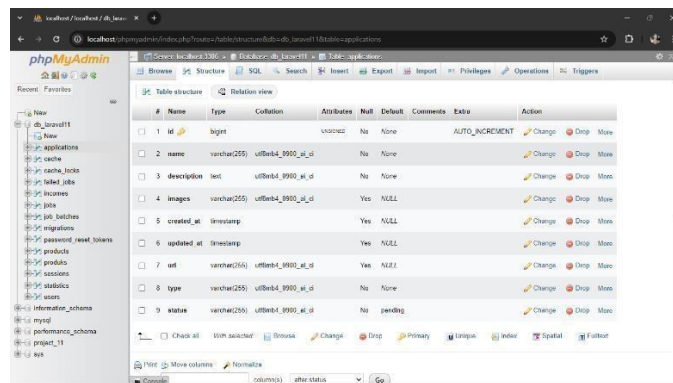 localhost / localhost / db_larav
localhost/phpmyadmin/index.php?route=/table/structure&db=db_laravel11&table=applications
phpMyAdmin
Recent Favorites
New
db_laravel11
New
applications
cache
cache_locks
failed_jobs
incomes
jobs
job_batches
migrations
password_reset_tokens
products
produks
sessions
statistics
users
information_schema
mysql
performance_schema
project_11
sys
Server: localhost:3306 » Database: db_laravel11 » Table: applications
Browse Structure SQL Search Insert Export Import Privileges Operations Triggers
Table structure Relation view
# Name Type Collation Attributes Null Default Comments Extra Action
1 id bigint UNSIGNED No None AUTO_INCREMENT Change Drop More
2 name varchar(255) utf8mb4_0900_ai_ci No None Change Drop More
3 description text utf8mb4_0900_ai_ci No None Change Drop More
4 images varchar(255) utf8mb4_0900_ai_ci Yes NULL Change Drop More
5 created_at timestamp Yes NULL Change Drop More
6 updated_at timestamp Yes NULL Change Drop More
7 url varchar(255) utf8mb4_0900_ai_ci Yes NULL Change Drop More
8 type varchar(255) utf8mb4_0900_ai_ci No None Change Drop More
9 status varchar(255) utf8mb4_0900_ai_ci No pending Change Drop More
Check all With selected: Browse Change Drop Primary Unique Index Spatial Fulltext
Print Move columns Normalize
Console column(s) after status Go